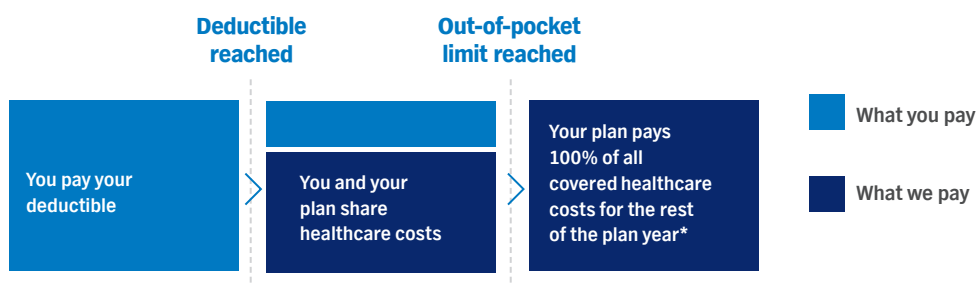 Deductible
reached
Out-of-pocket
limit reached
You pay your
deductible
You and your
plan share
healthcare costs
Your plan pays
100% of all
covered healthcare
costs for the rest
of the plan year*
What you pay
What we pay